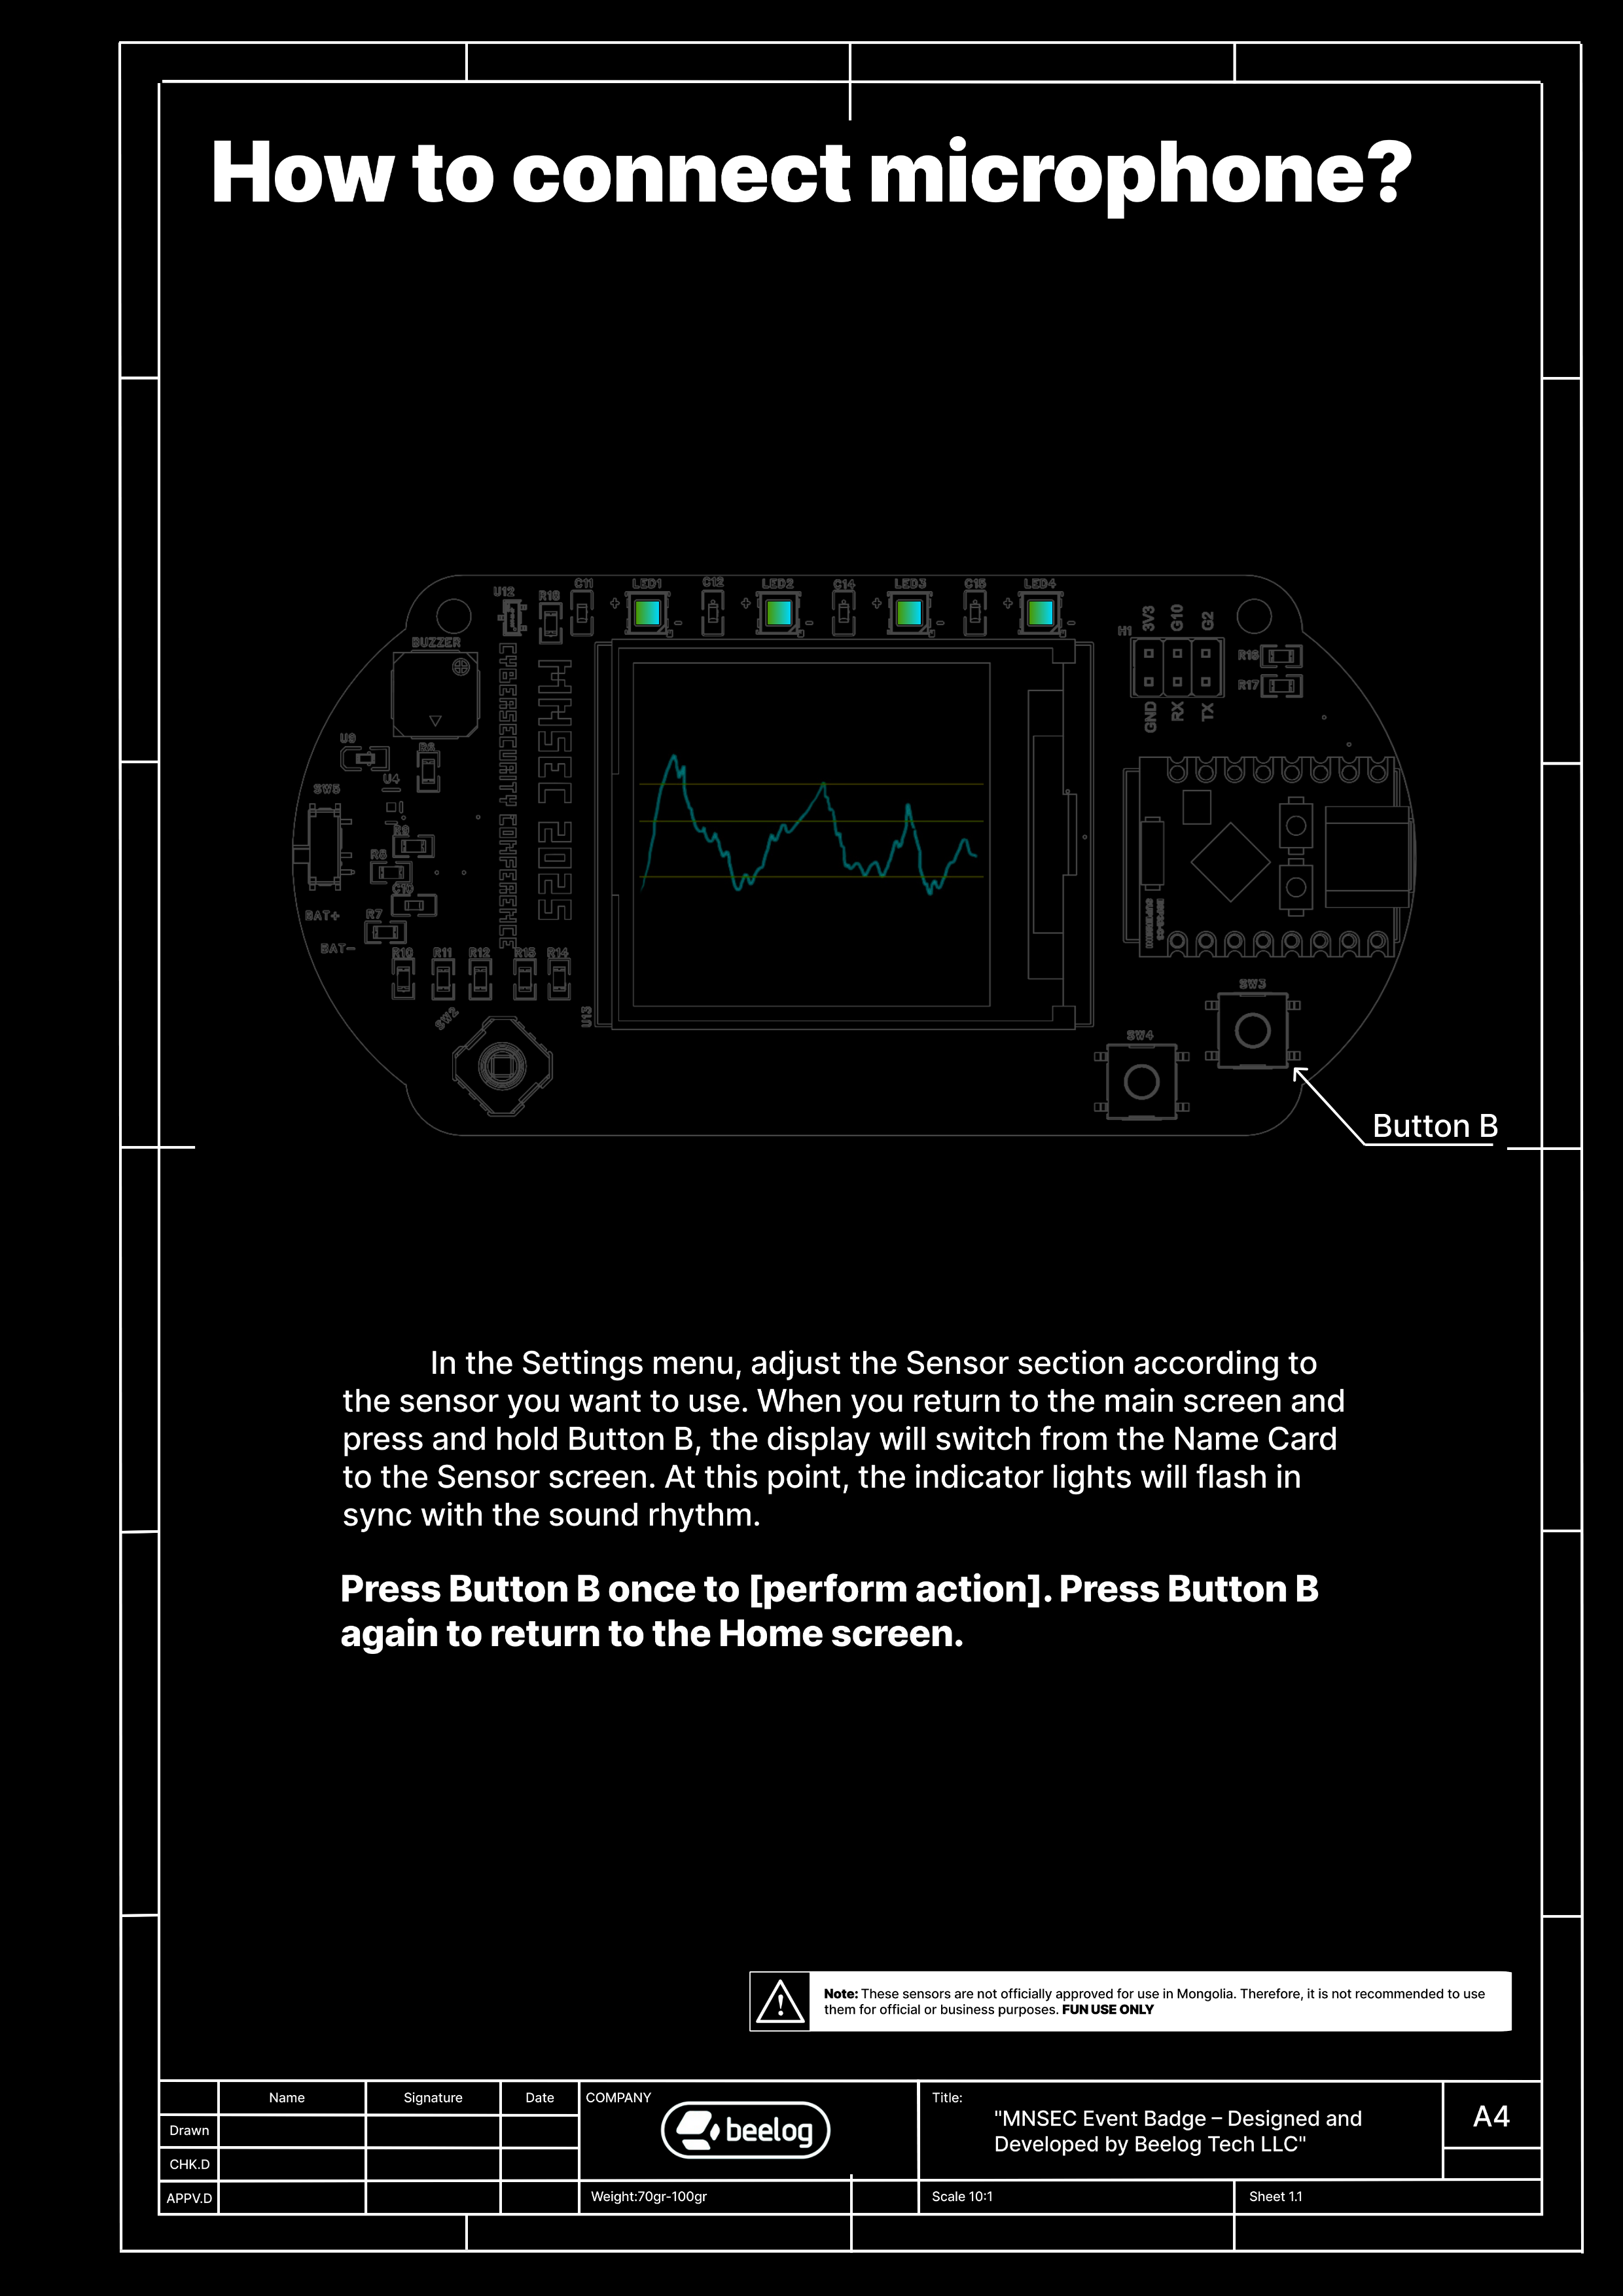 How to connect microphone?
U12
R18
C11
LED1
C12
LED2
C14
LED3
C15
LED4
+
-
+
-
+
-
+
-
H1
3V3
G10
G2
GND
RX
TX
R16
R17
BUZZER
CYBERSECURITY CONFERENCE
MNSEC 2025
U9
R6
U4
SW5
R9
R8
C10
BAT+
R7
BAT-
R10
R11
R12
R15
R14
SW2
U13
SW3
SW4
Button B
In the Settings menu, adjust the Sensor section according to
the sensor you want to use. When you return to the main screen and
press and hold Button B, the display will switch from the Name Card
to the Sensor screen. At this point, the indicator lights will flash in
sync with the sound rhythm.
Press Button B once to [perform action]. Press Button B
again to return to the Home screen.
Note: These sensors are not officially approved for use in Mongolia. Therefore, it is not recommended to use
them for official or business purposes. FUN USE ONLY
Name
Signature
Date
Drawn
CHK.D
APPV.D
COMPANY
beelog
Weight:70gr-100gr
Title:
"MNSEC Event Badge – Designed and
Developed by Beelog Tech LLC"
A4
Scale 10:1
Sheet 1.1